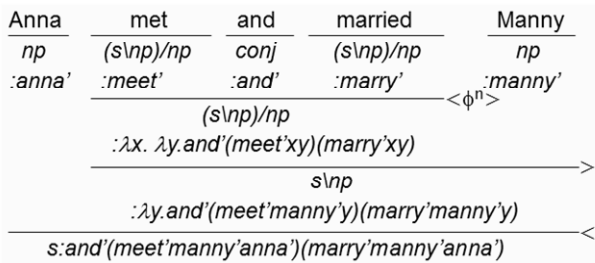 Anna met and married Manny
np (s\np)/np conj (s\np)/np np
:anna' :meet' :and' :marry' :manny'
<ϕⁿ>
(s\np)/np
:λx. λy.and'(meet'xy)(marry'xy)
>
s\np
:λy.and'(meet'manny'y)(marry'manny'y)
<
s:and'(meet'manny'anna')(marry'manny'anna')